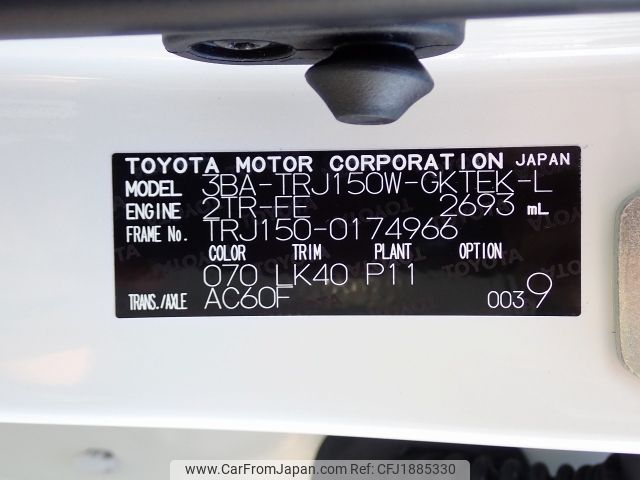 TOYOTA MOTOR CORPORATION JAPAN
MODEL 3BA-TRJ150W-GKTEK-L
ENGINE 2TR-FE 2693 mL
FRAME No. TRJ150-0174966
COLOR TRIM PLANT OPTION
070 LK40 P11
TRANS./AXLE AC60F 0039
www.CarFromJapan.com Ref No: CFJ1885330